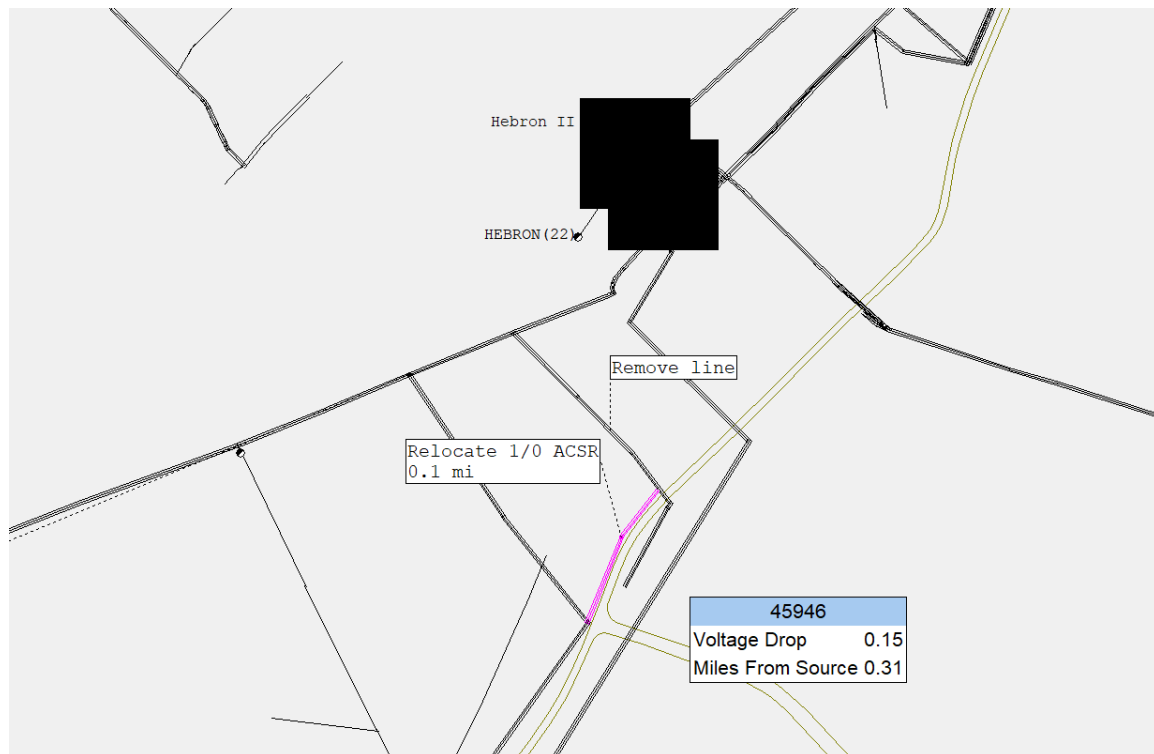 Hebron II
HEBRON(22)
Remove line
Relocate 1/0 ACSR
0.1 mi
45946
Voltage Drop 0.15
Miles From Source 0.31